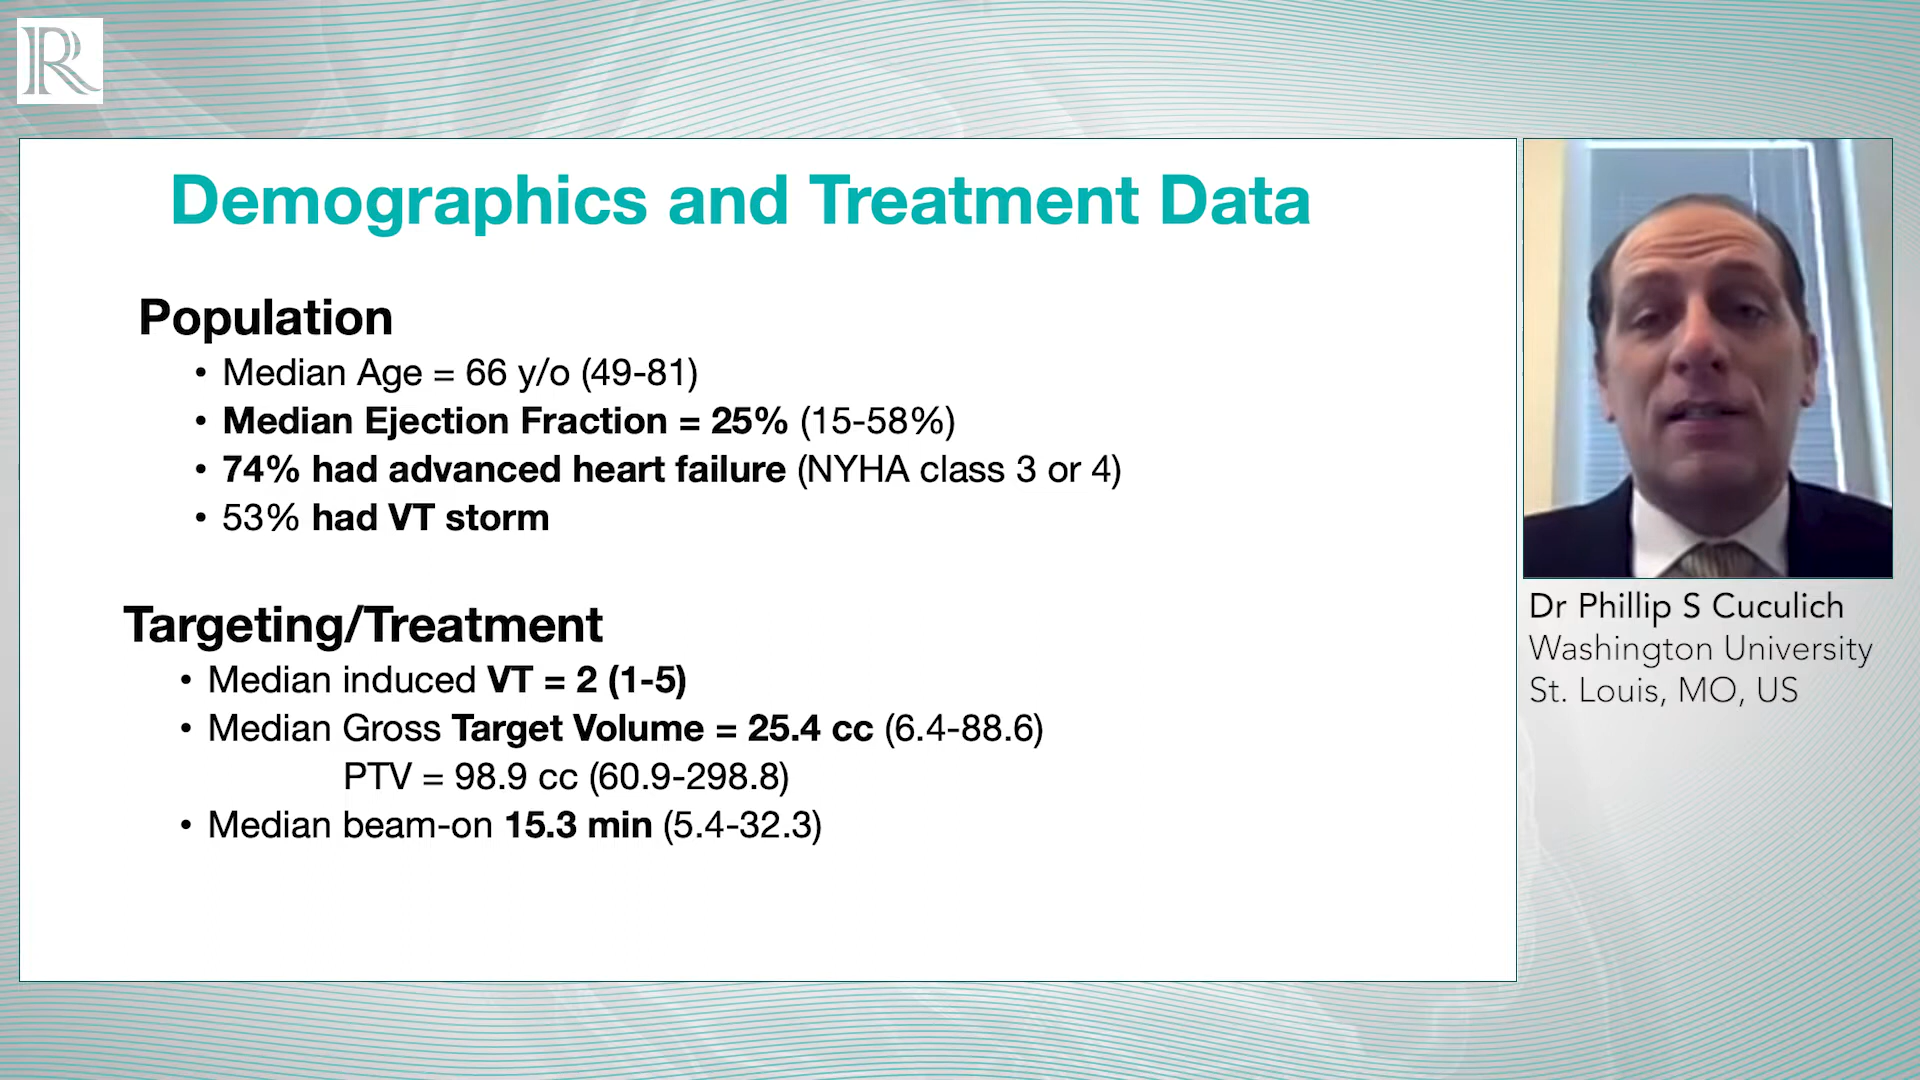 R
Demographics and Treatment Data
Population
• Median Age = 66 y/o (49-81)
• Median Ejection Fraction = 25% (15-58%)
• 74% had advanced heart failure (NYHA class 3 or 4)
• 53% had VT storm
Targeting/Treatment
• Median induced VT = 2 (1-5)
• Median Gross Target Volume = 25.4 cc (6.4-88.6)
PTV = 98.9 cc (60.9-298.8)
• Median beam-on 15.3 min (5.4-32.3)
Dr Phillip S Cuculich
Washington University
St. Louis, MO, US